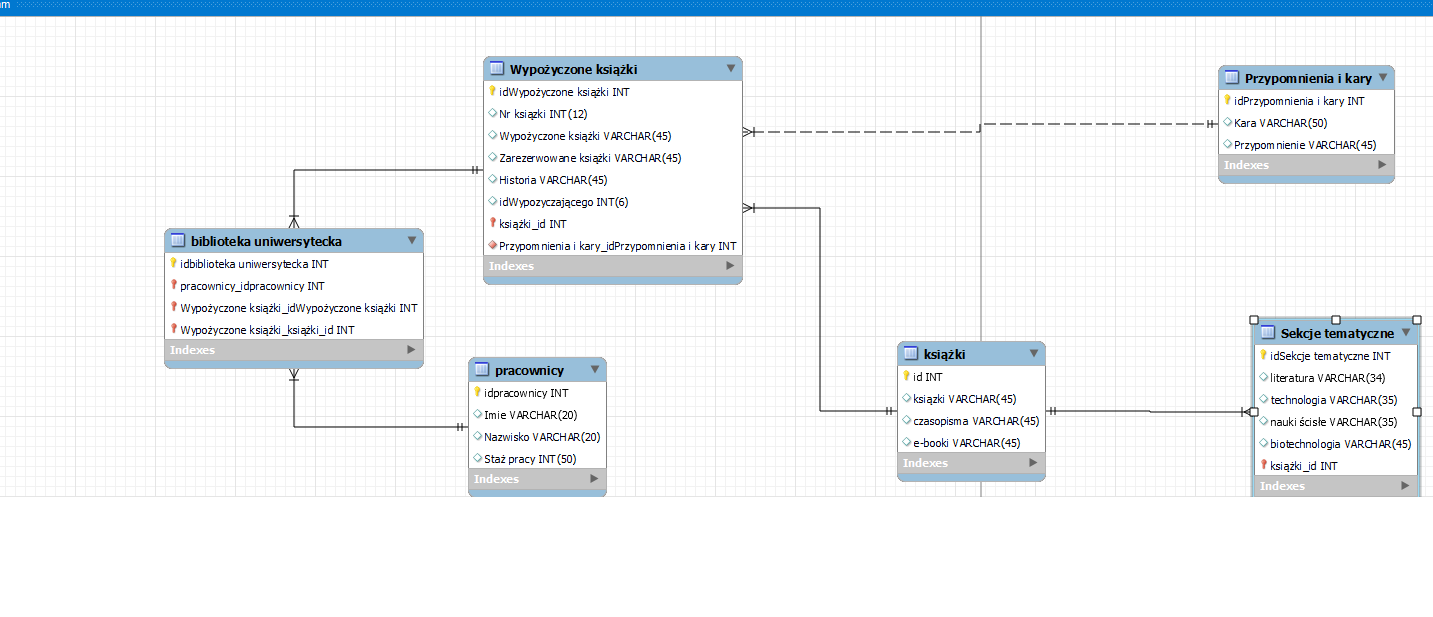 am
Wypożyczone książki
idWypożyczone książki INT
Nr ksiązki INT(12)
Wypożyczone książki VARCHAR(45)
Zarezerwowane książki VARCHAR(45)
Historia VARCHAR(45)
idWypozyczającego INT(6)
książki_id INT
Przypomnienia i kary_idPrzypomnienia i kary INT
Indexes
Przypomnienia i kary
idPrzypomnienia i kary INT
Kara VARCHAR(50)
Przypomnienie VARCHAR(45)
Indexes
biblioteka uniwersytecka
idbiblioteka uniwersytecka INT
pracownicy_idpracownicy INT
Wypożyczone książki_idWypożyczone książki INT
Wypożyczone książki_książki_id INT
Indexes
pracownicy
idpracownicy INT
Imie VARCHAR(20)
Nazwisko VARCHAR(20)
Staż pracy INT(50)
Indexes
książki
id INT
ksiązki VARCHAR(45)
czasopisma VARCHAR(45)
e-booki VARCHAR(45)
Indexes
Sekcje tematyczne
idSekcje tematyczne INT
literatura VARCHAR(34)
technologia VARCHAR(35)
nauki ścisłe VARCHAR(35)
biotechnologia VARCHAR(45)
książki_id INT
Indexes